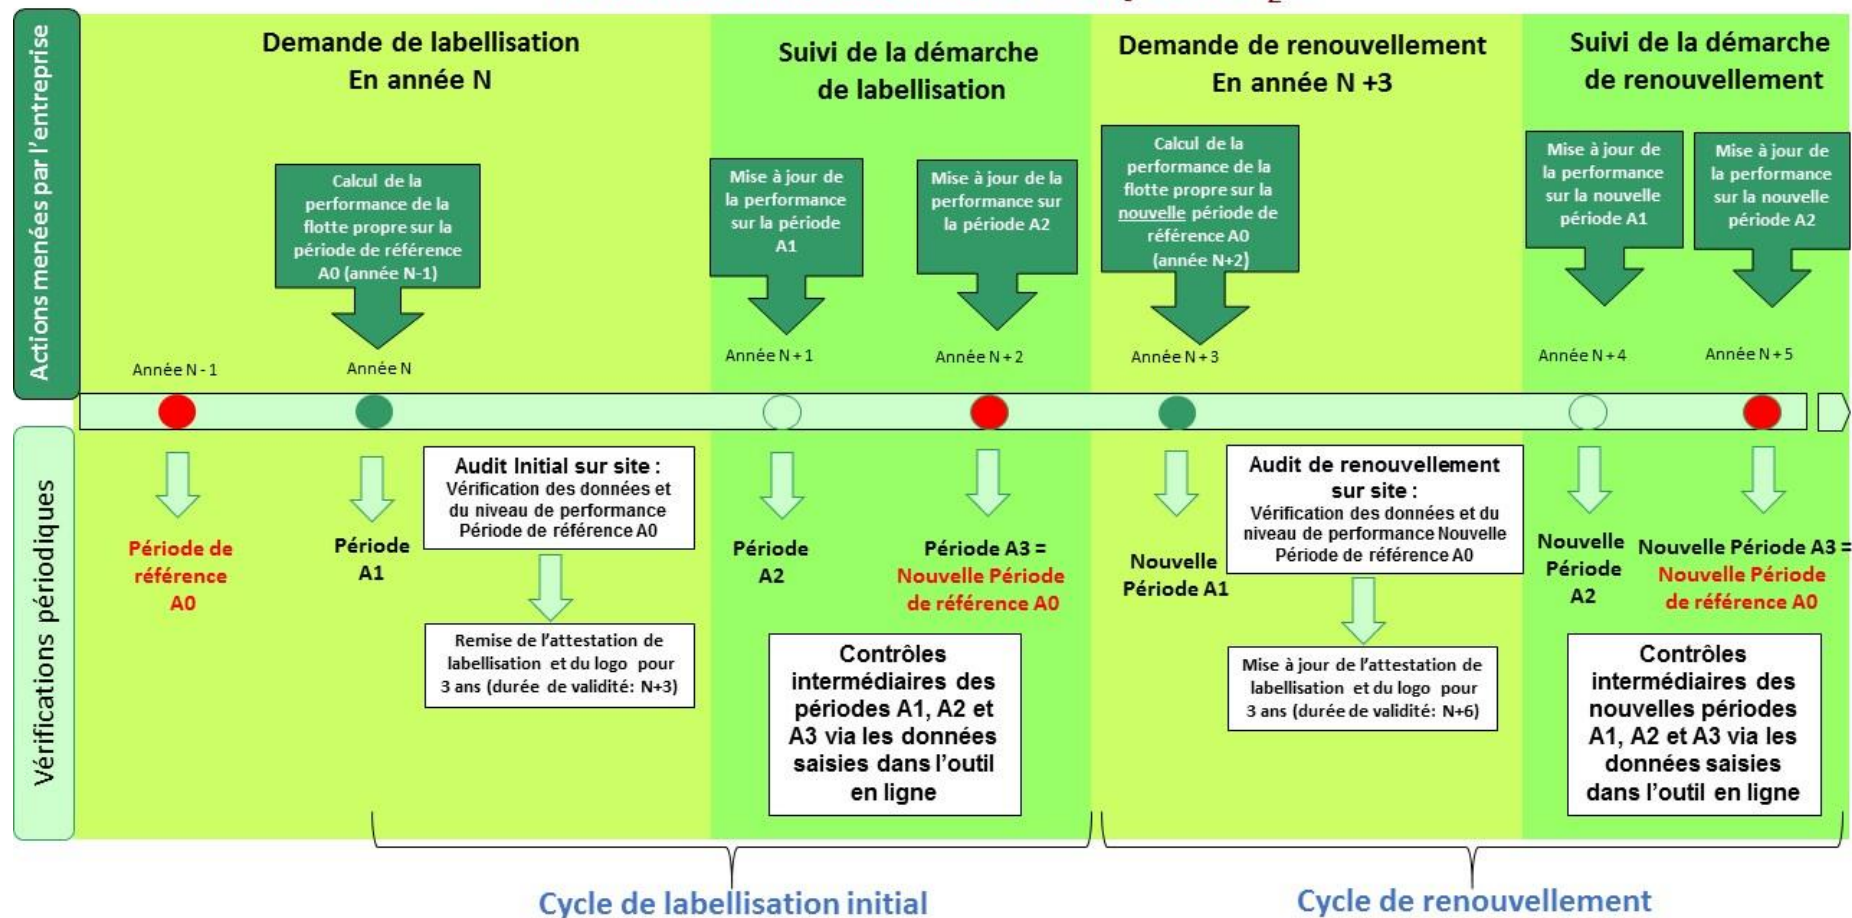 Actions menées par l'entreprise
Demande de labellisation
En année N
Suivi de la démarche
de labellisation
Demande de renouvellement
En année N +3
Suivi de la démarche
de renouvellement
Calcul de la
performance de la
flotte propre sur la
période de référence
A0 (année N-1)
Mise à jour de
la performance
sur la période
A1
Mise à jour de la
performance sur
la période A2
Calcul de la
performance de la
flotte propre sur la
nouvelle période de
référence A0
(année N+2)
Mise à jour de
la performance
sur la nouvelle
période A1
Mise à jour de
la performance
sur la nouvelle
période A2
Année N - 1
Année N
Année N + 1
Année N + 2
Année N + 3
Année N + 4
Année N + 5
Vérifications périodiques
Période de
référence
A0
Période
A1
Audit Initial sur site :
Vérification des données et
du niveau de performance
Période de référence A0
Remise de l'attestation de
labellisation et du logo pour
3 ans (durée de validité: N+3)
Période
A2
Période A3 =
Nouvelle Période
de référence A0
Contrôles
intermédiaires des
périodes A1, A2 et
A3 via les données
saisies dans l'outil
en ligne
Nouvelle
Période A1
Audit de renouvellement
sur site :
Vérification des données et du
niveau de performance Nouvelle
Période de référence A0
Mise à jour de l'attestation de
labellisation et du logo pour
3 ans (durée de validité: N+6)
Nouvelle
Période
A2
Nouvelle Période A3 =
Nouvelle Période
de référence A0
Contrôles
intermédiaires des
nouvelles périodes
A1, A2 et A3 via les
données saisies
dans l'outil en ligne
Cycle de labellisation initial
Cycle de renouvellement